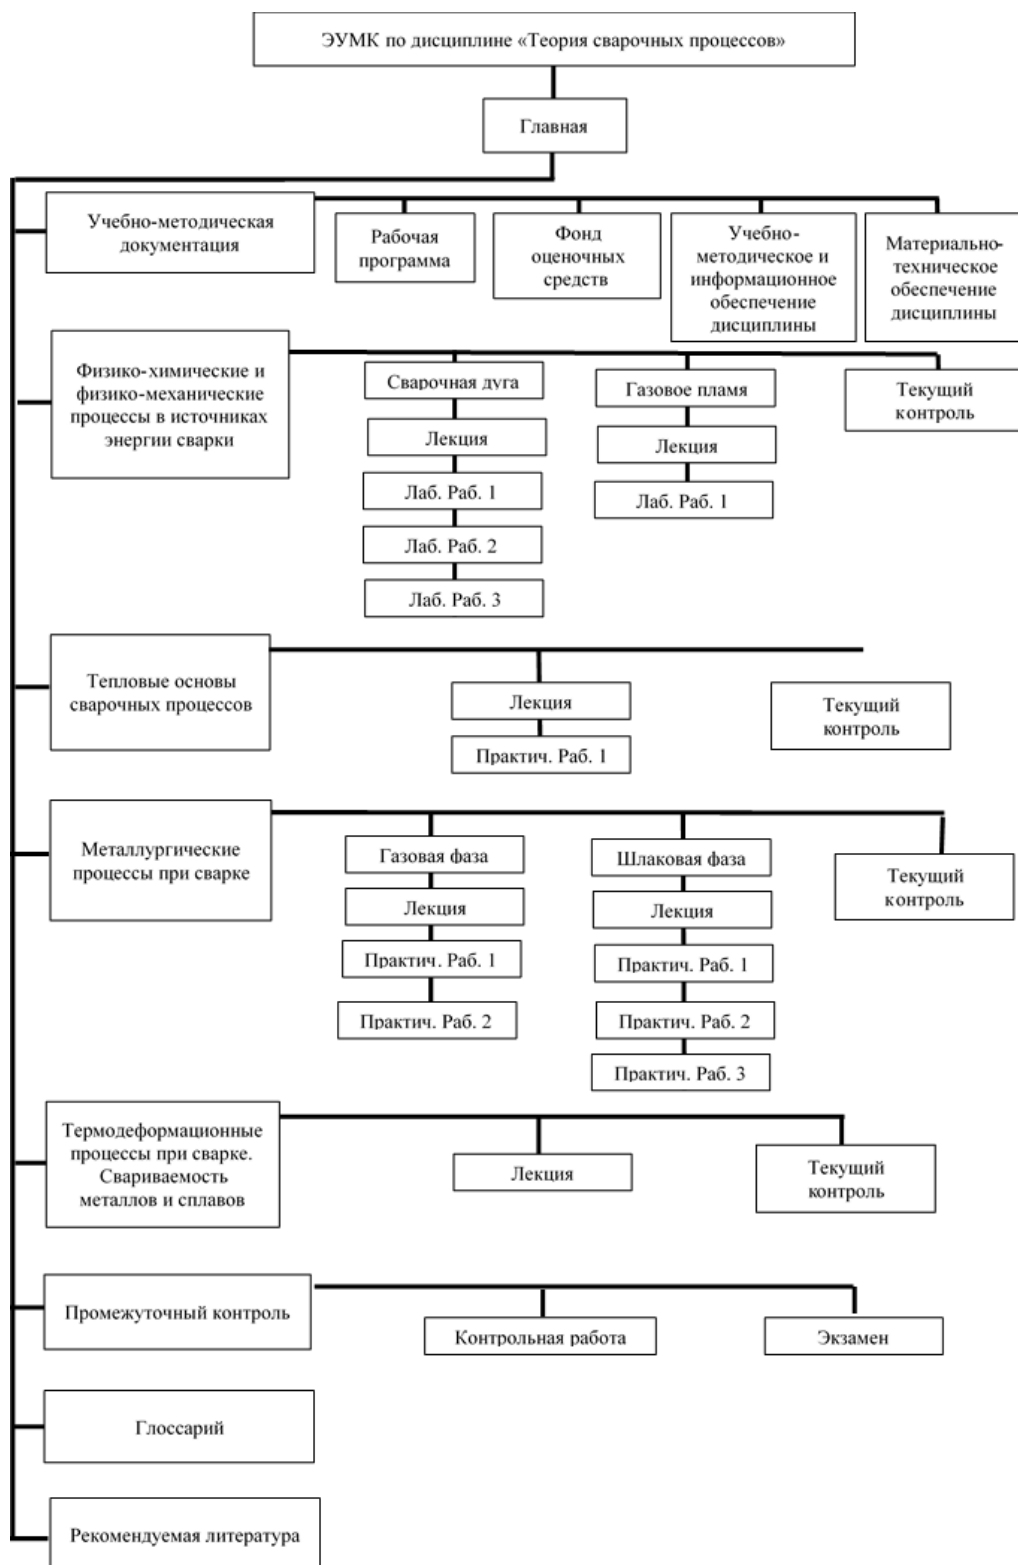 ЭУМК по дисциплине «Теория сварочных процессов»
Главная
Учебно-методическая
документация
Рабочая
программа
Фонд
оценочных
средств
Учебно-
методическое и
информационное
обеспечение
дисциплины
Материально-
техническое
обеспечение
дисциплины
Физико-химические и
физико-механические
процессы в источниках
энергии сварки
Сварочная дуга
Лекция
Лаб. Раб. 1
Лаб. Раб. 2
Лаб. Раб. 3
Газовое пламя
Лекция
Лаб. Раб. 1
Текущий
контроль
Тепловые основы
сварочных процессов
Лекция
Практич. Раб. 1
Текущий
контроль
Металлургические
процессы при сварке
Газовая фаза
Лекция
Практич. Раб. 1
Практич. Раб. 2
Шлаковая фаза
Лекция
Практич. Раб. 1
Практич. Раб. 2
Практич. Раб. 3
Текущий
контроль
Термодеформационные
процессы при сварке.
Свариваемость
металлов и сплавов
Лекция
Текущий
контроль
Промежуточный контроль
Контрольная работа
Экзамен
Глоссарий
Рекомендуемая литература